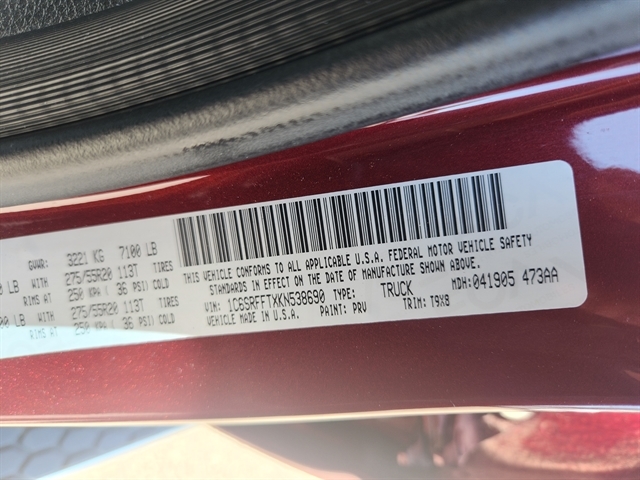 GVWR: 3221 KG 7100 LB
LB 275/55R20 113T TIRES
RIMS AT 250 KPA ( 36 PSI) COLD
LB 275/55R20 113T TIRES
RIMS AT 250 KPA ( 36 PSI) COLD
THIS VEHICLE CONFORMS TO ALL APPLICABLE U.S.A. FEDERAL MOTOR VEHICLE SAFETY
STANDARDS IN EFFECT ON THE DATE OF MANUFACTURE SHOWN ABOVE.
VIN: 1C6SRFFTXKN538690 TYPE: TRUCK MDH: 041905 473AA
VEHICLE MADE IN U.S.A. PAINT: PRV TRIM: T9X8